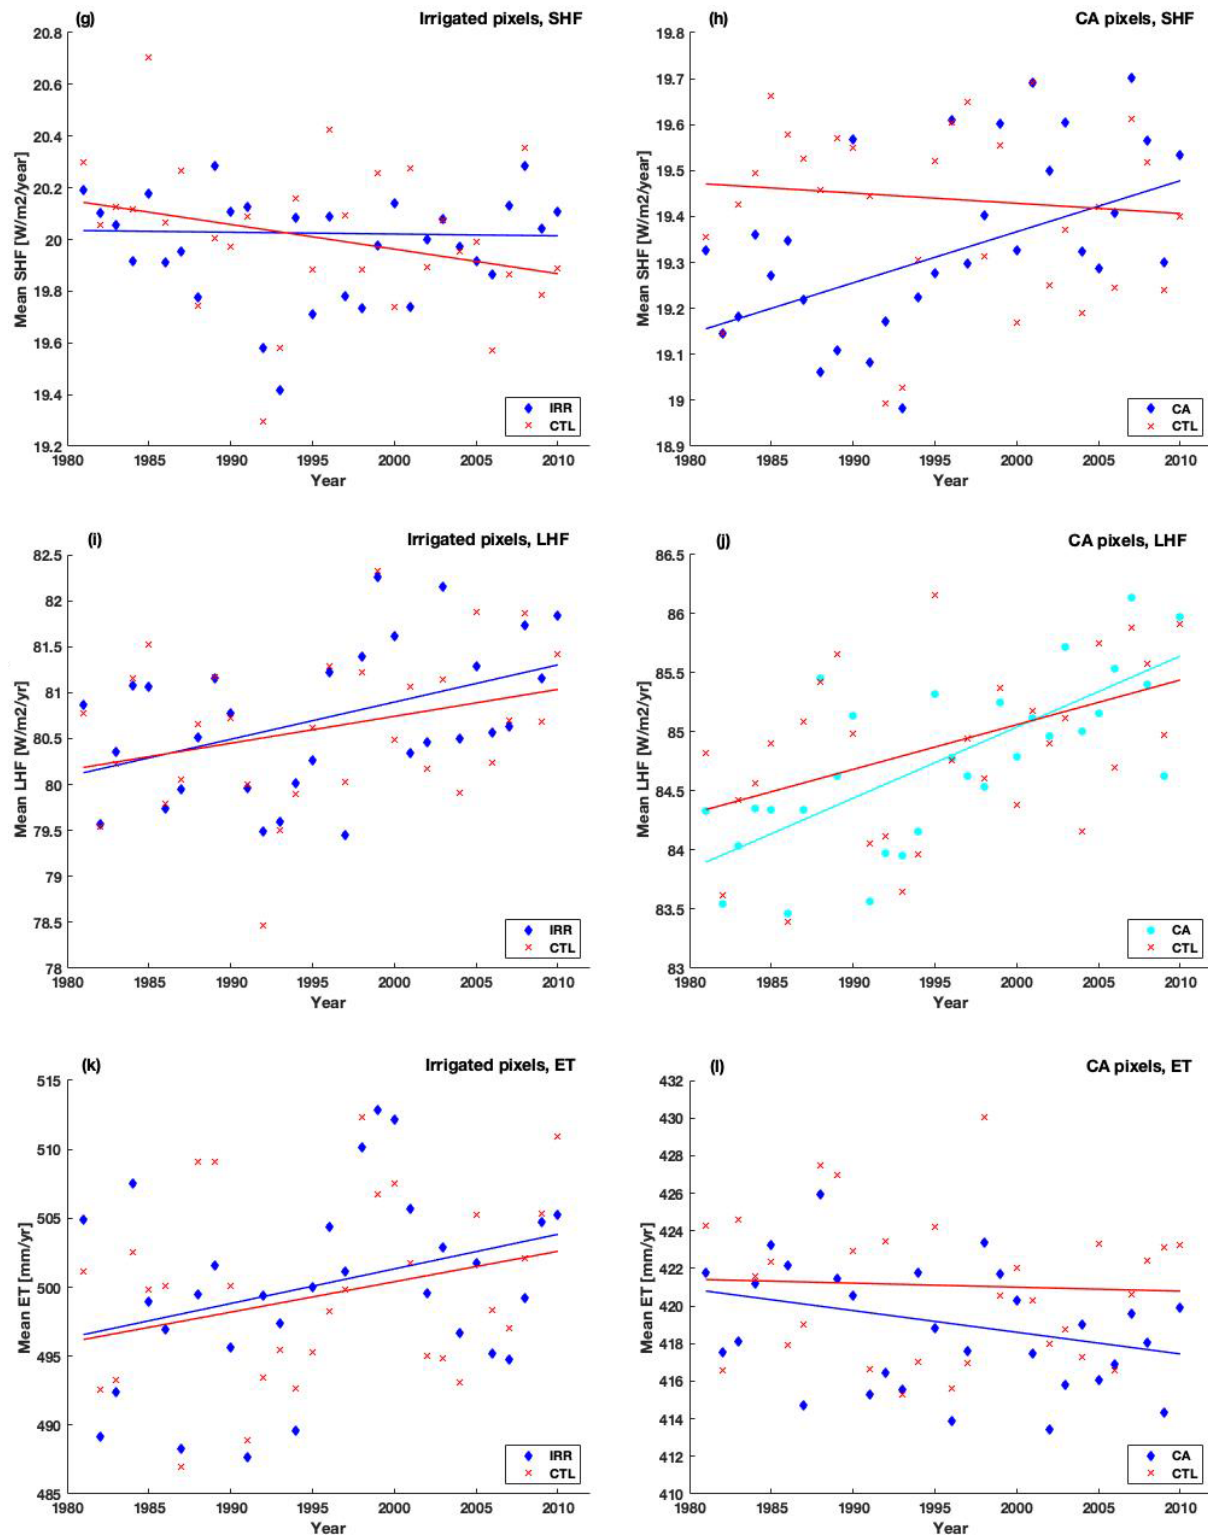 (g)
Irrigated pixels, SHF
20.8
20.6
20.4
20.2
20
19.8
19.6
19.4
19.2
Mean SHF [W/m2/year]
1980 1985 1990 1995 2000 2005 2010
Year
IRR
CTL
(h)
CA pixels, SHF
19.8
19.7
19.6
19.5
19.4
19.3
19.2
19.1
19
18.9
Mean SHF [W/m2/year]
1980 1985 1990 1995 2000 2005 2010
Year
CA
CTL
(i)
Irrigated pixels, LHF
82.5
82
81.5
81
80.5
80
79.5
79
78.5
78
Mean LHF [W/m2/yr]
1980 1985 1990 1995 2000 2005 2010
Year
IRR
CTL
(j)
CA pixels, LHF
86.5
86
85.5
85
84.5
84
83.5
83
Mean LHF [W/m2/yr]
1980 1985 1990 1995 2000 2005 2010
Year
CA
CTL
(k)
Irrigated pixels, ET
515
510
505
500
495
490
485
Mean ET [mm/yr]
1980 1985 1990 1995 2000 2005 2010
Year
IRR
CTL
(l)
CA pixels, ET
432
430
428
426
424
422
420
418
416
414
412
410
Mean ET [mm/yr]
1980 1985 1990 1995 2000 2005 2010
Year
CA
CTL